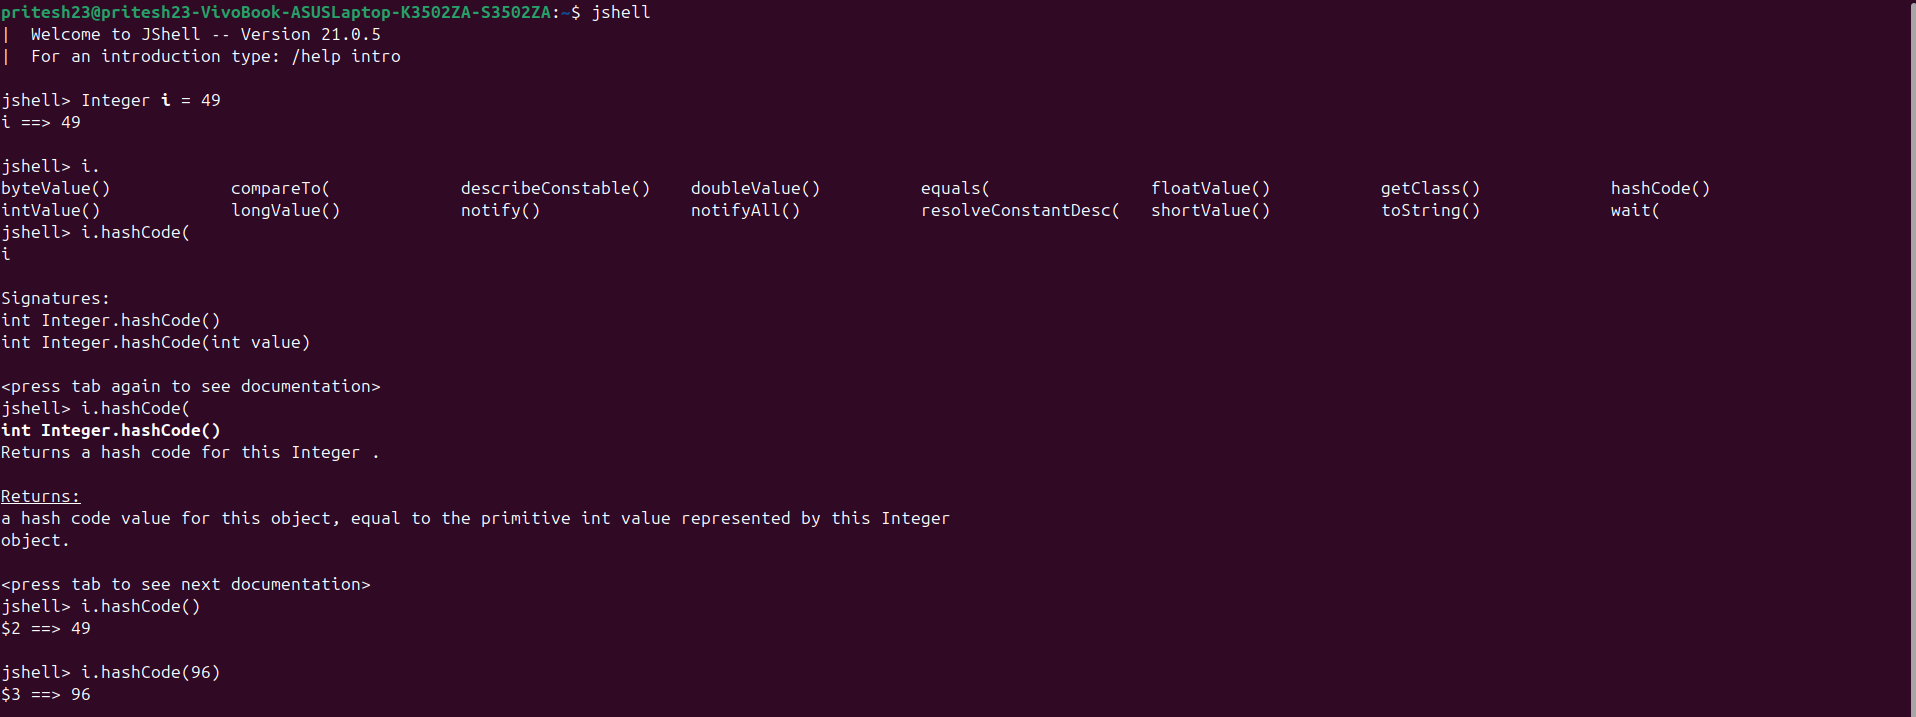 pritesh23@pritesh23-VivoBook-ASUSLaptop-K3502ZA-S3502ZA:~$ jshell
|  Welcome to JShell -- Version 21.0.5
|  For an introduction type: /help intro
jshell> Integer i = 49
i ==> 49
jshell> i.
byteValue()            compareTo(             describeConstable()    doubleValue()          equals(                floatValue()           getClass()             hashCode()
intValue()             longValue()            notify()               notifyAll()            resolveConstantDesc(   shortValue()           toString()             wait(
jshell> i.hashCode(
i
Signatures:
int Integer.hashCode()
int Integer.hashCode(int value)
<press tab again to see documentation>
jshell> i.hashCode(
int Integer.hashCode()
Returns a hash code for this Integer .
Returns:
a hash code value for this object, equal to the primitive int value represented by this Integer
object.
<press tab to see next documentation>
jshell> i.hashCode()
$2 ==> 49
jshell> i.hashCode(96)
$3 ==> 96